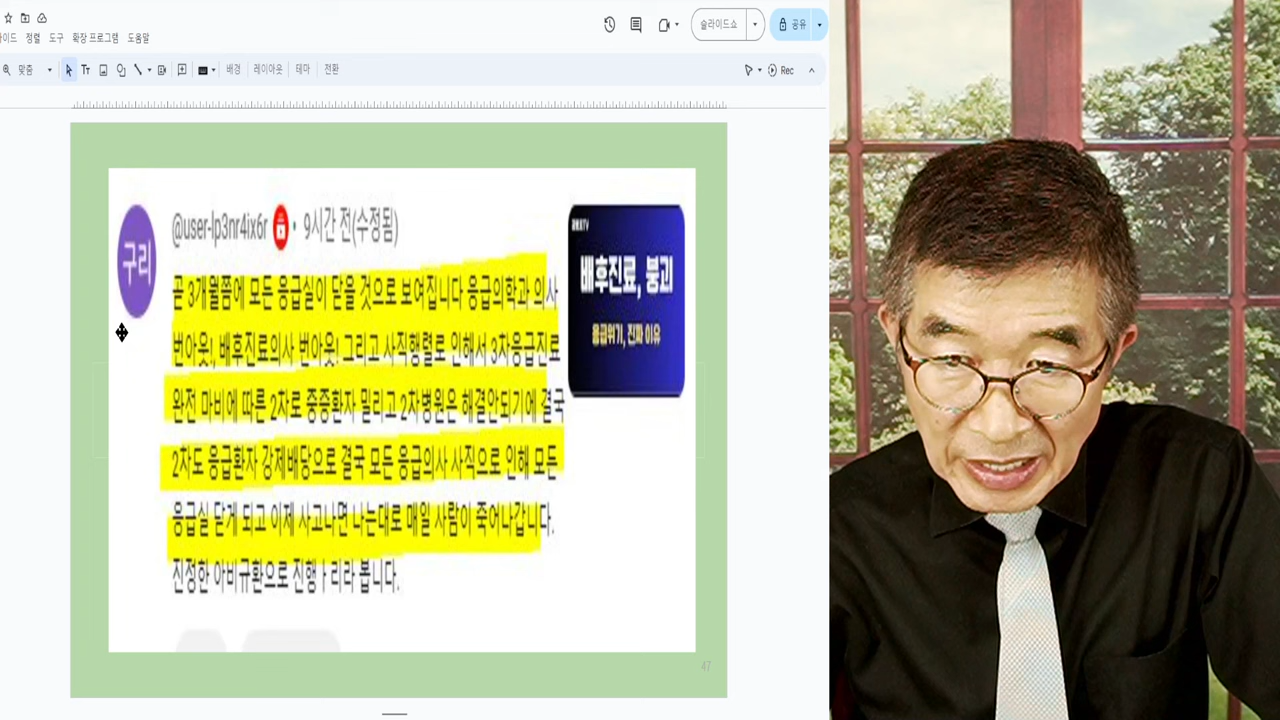 이드 정렬 도구 확장 프로그램 도움말
슬라이드쇼
공유
맞춤
배경 레이아웃 테마 전환
Rec
구리
@user-lp3nr4ix6r · 9시간 전(수정됨)
곧 3개월쯤에 모든 응급실이 닫을 것으로 보여집니다 응급의학과 의사
번아웃!, 배후진료의사 번아웃! 그리고 사직행렬로 인해서 3차응급진료
완전 마비에 따른 2차로 중증환자 밀리고 2차병원은 해결안되기에 결국
2차도 응급환자 강제배당으로 결국 모든 응급의사 사직으로 인해 모든
응급실 닫게 되고 이제 사고나면 나는대로 매일 사람이 죽어나갑니다.
진정한 아비규환으로 진행 리라 봅니다.
배후진료, 붕괴
응급위기, 진짜 이유
47